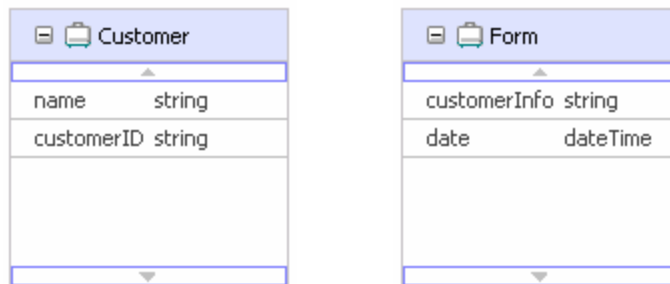 Customer
name string
customerID string
Form
customerInfo string
date dateTime